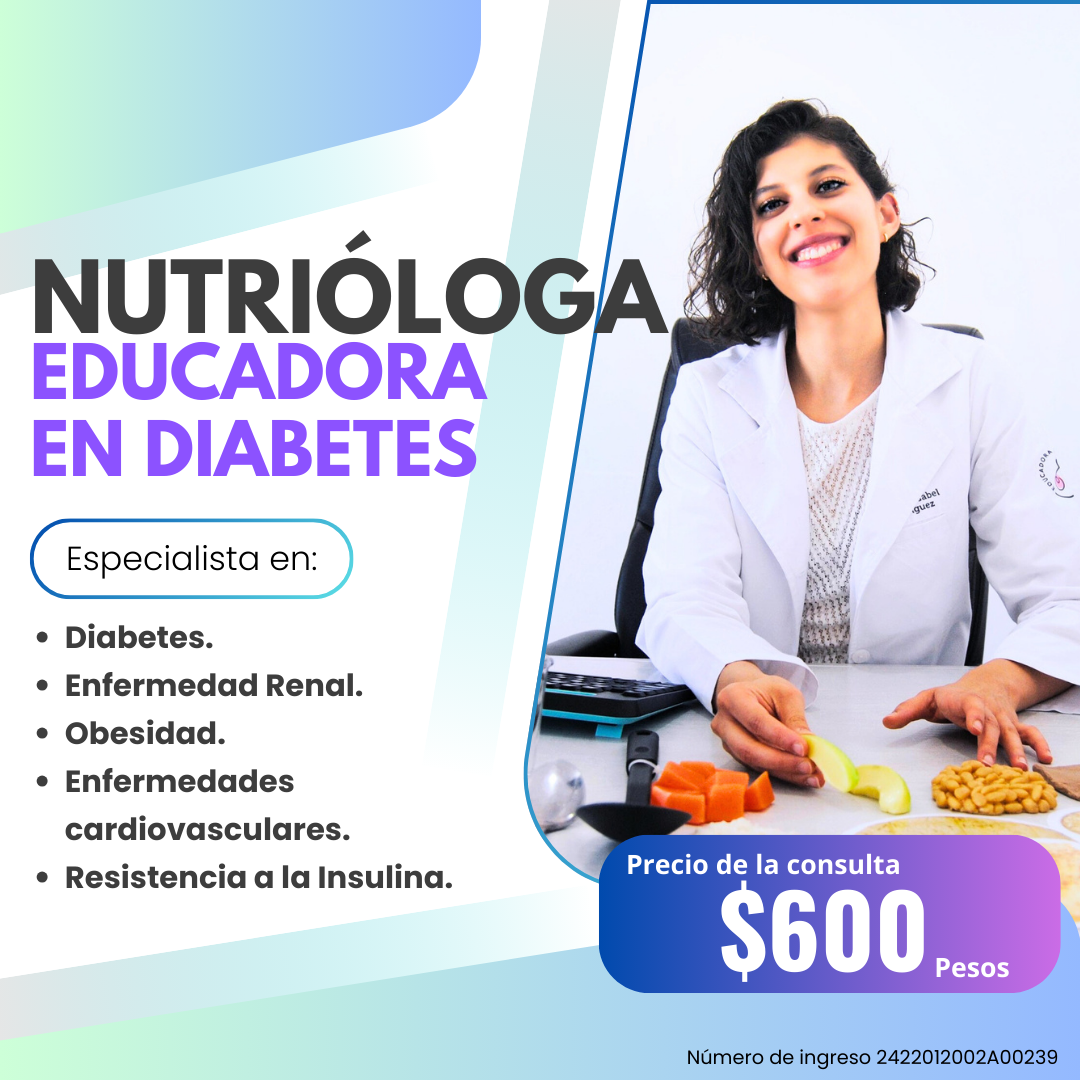 NUTRIÓLOGA
EDUCADORA
EN DIABETES
Especialista en:
• Diabetes.
• Enfermedad Renal.
• Obesidad.
• Enfermedades
cardiovasculares.
• Resistencia a la Insulina.
EDUCADORA
Precio de la consulta
$600
Pesos
Número de ingreso 2422012002A00239